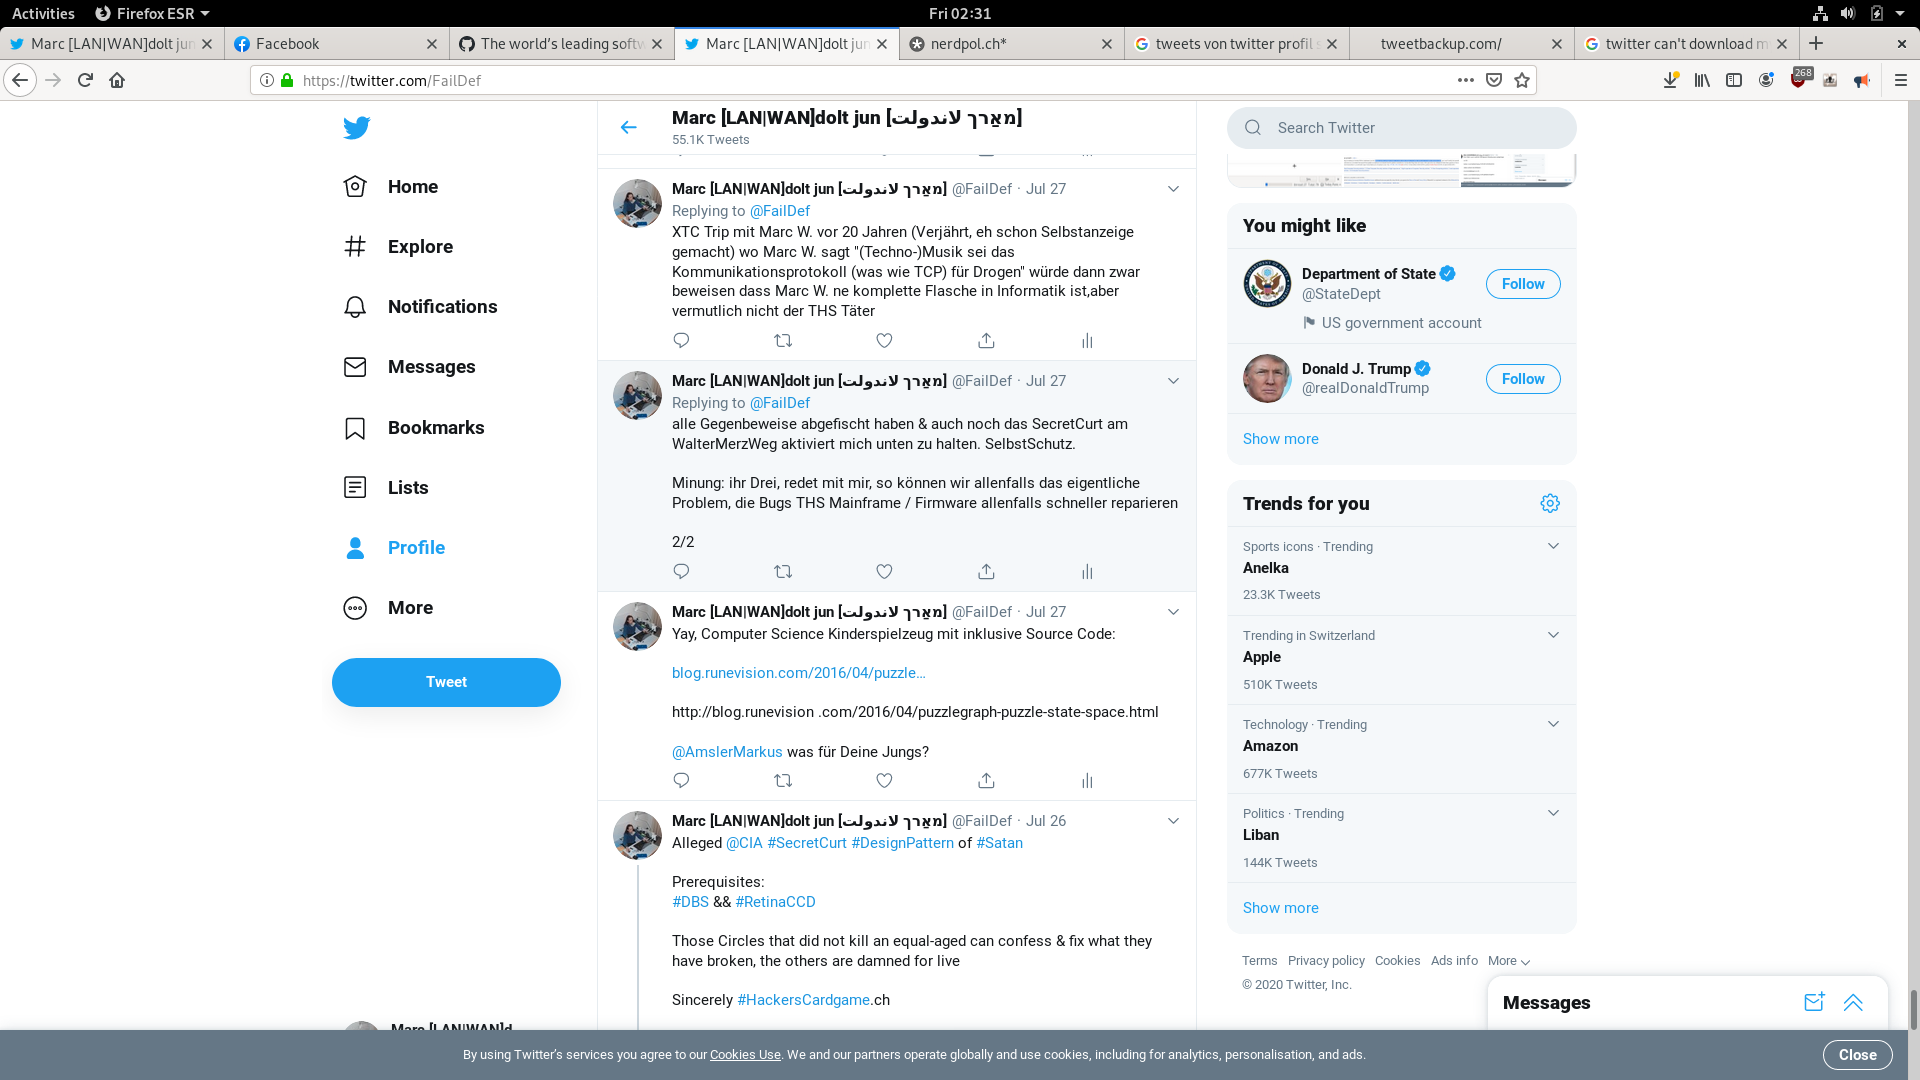 Activities
Firefox ESR
Fri 02:31
Marc [LAN|WAN]dolt jun
Facebook
The world's leading softw
Marc [LAN|WAN]dolt jun
nerdpol.ch*
tweets von twitter profil s
tweetbackup.com/
twitter can't download m
https://twitter.com/FailDef
268
Home
Explore
Notifications
Messages
Bookmarks
Lists
Profile
More
Tweet
Marc [LAN|WAN]d
Marc [LAN|WAN]dolt jun [מאַרך لاندولت]
55.1K Tweets
Marc [LAN|WAN]dolt jun [מאַרך لاندولت] @FailDef · Jul 27
Replying to @FailDef
XTC Trip mit Marc W. vor 20 Jahren (Verjährt, eh schon Selbstanzeige
gemacht) wo Marc W. sagt "(Techno-)Musik sei das
Kommunikationsprotokoll (was wie TCP) für Drogen" würde dann zwar
beweisen dass Marc W. ne komplette Flasche in Informatik ist,aber
vermutlich nicht der THS Täter
Marc [LAN|WAN]dolt jun [מאַרך لاندولت] @FailDef · Jul 27
Replying to @FailDef
alle Gegenbeweise abgefischt haben & auch noch das SecretCurt am
WalterMerzWeg aktiviert mich unten zu halten. SelbstSchutz.
Minung: ihr Drei, redet mit mir, so können wir allenfalls das eigentliche
Problem, die Bugs THS Mainframe / Firmware allenfalls schneller reparieren
2/2
Marc [LAN|WAN]dolt jun [מאַרך لاندولت] @FailDef · Jul 27
Yay, Computer Science Kinderspielzeug mit inklusive Source Code:
blog.runevision.com/2016/04/puzzle…
http://blog.runevision .com/2016/04/puzzlegraph-puzzle-state-space.html
@AmslerMarkus was für Deine Jungs?
Marc [LAN|WAN]dolt jun [מאַרך لاندولت] @FailDef · Jul 26
Alleged @CIA #SecretCurt #DesignPattern of #Satan
Prerequisites:
#DBS && #RetinaCCD
Those Circles that did not kill an equal-aged can confess & fix what they
have broken, the others are damned for live
Sincerely #HackersCardgame.ch
Search Twitter
You might like
Department of State
@StateDept
US government account
Follow
Donald J. Trump
@realDonaldTrump
Follow
Show more
Trends for you
Sports icons · Trending
Anelka
23.3K Tweets
Trending in Switzerland
Apple
510K Tweets
Technology · Trending
Amazon
677K Tweets
Politics · Trending
Liban
144K Tweets
Show more
Terms Privacy policy Cookies Ads info More
© 2020 Twitter, Inc.
Messages
By using Twitter's services you agree to our Cookies Use. We and our partners operate globally and use cookies, including for analytics, personalisation, and ads.
Close